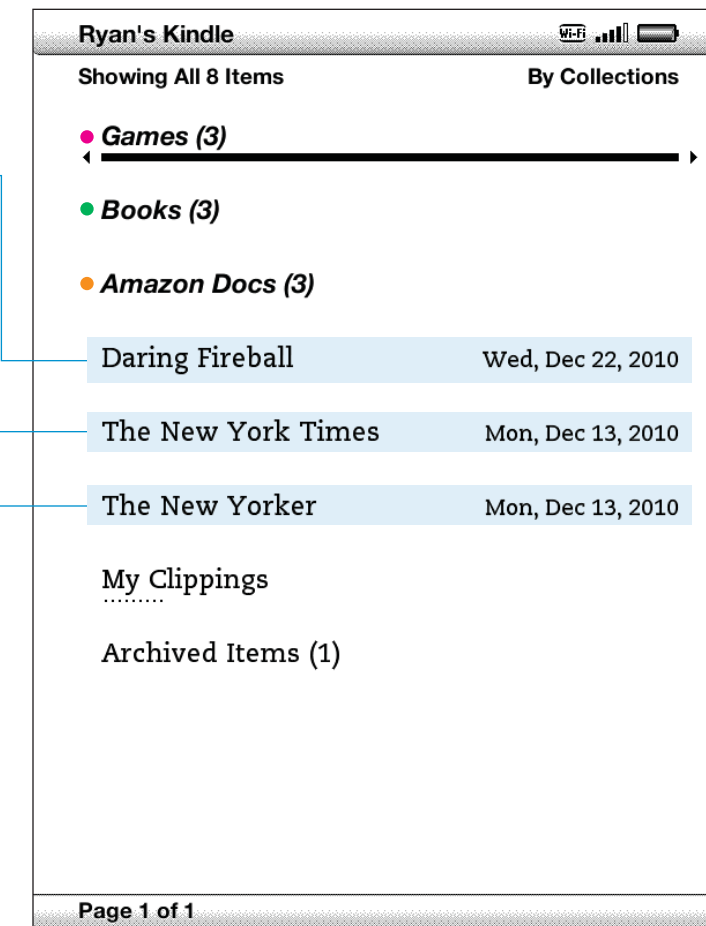 Ryan's Kindle Wi-Fi
Showing All 8 Items By Collections
Games (3)
Books (3)
Amazon Docs (3)
Daring Fireball Wed, Dec 22, 2010
The New York Times Mon, Dec 13, 2010
The New Yorker Mon, Dec 13, 2010
My Clippings
Archived Items (1)
Page 1 of 1